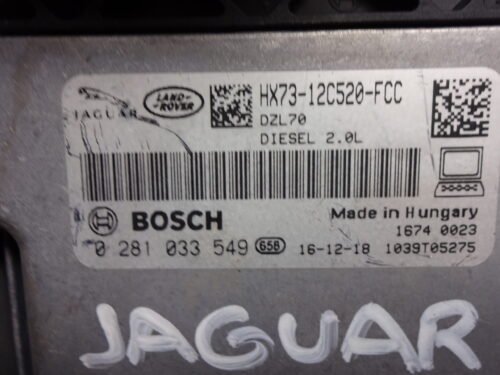 JAGUAR
LAND-ROVER
HX73-12C520-FCC
DZL70
DIESEL 2.0L
BOSCH
Made in Hungary
1674 0023
0 281 033 549 658 16-12-18 1039T05275
JAGUAR